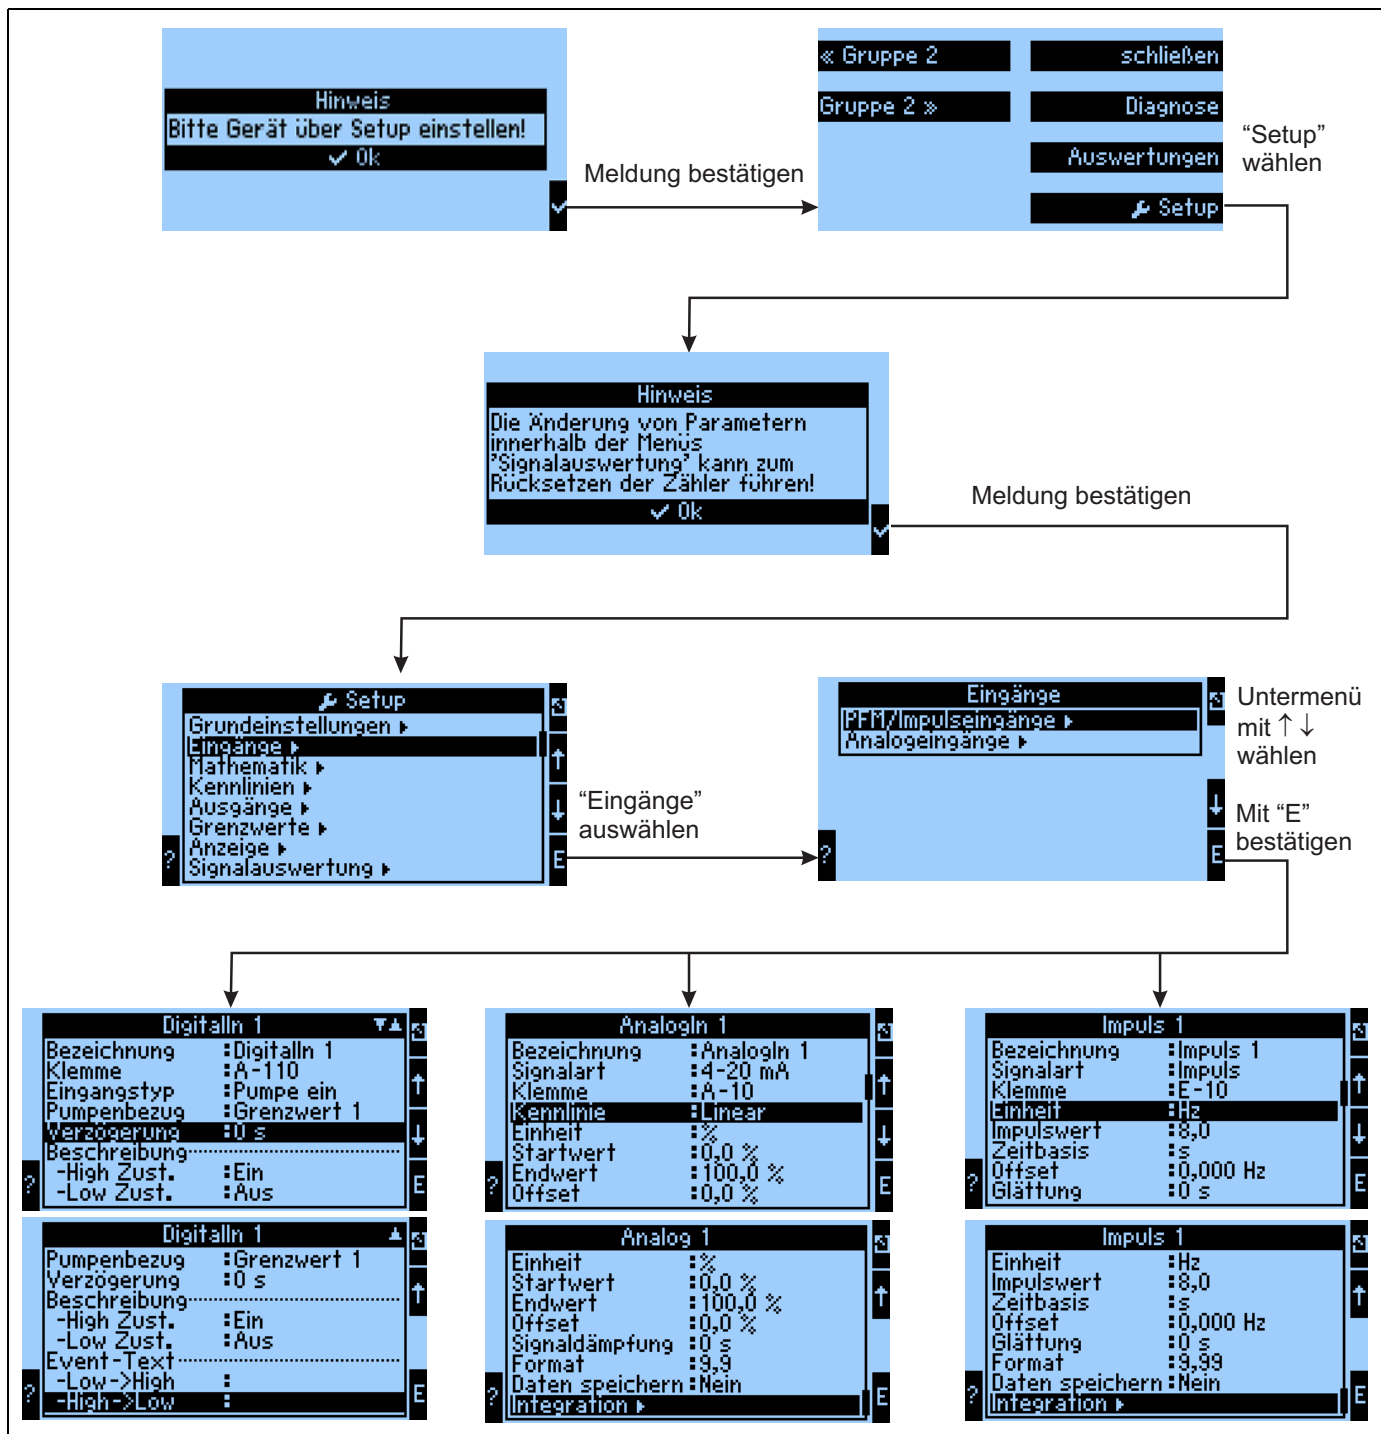 Hinweis
Bitte Gerät über Setup einstellen!
✓ Ok
✓
Meldung bestätigen
« Gruppe 2
schließen
Gruppe 2 »
Diagnose
Auswertungen
Setup
“Setup”
wählen
Hinweis
Die Änderung von Parametern
innerhalb der Menüs
'Signalauswertung' kann zum
Rücksetzen der Zähler führen!
✓ Ok
✓
Meldung bestätigen
Setup
Grundeinstellungen
Eingänge
Mathematik
Kennlinien
Ausgänge
Grenzwerte
Anzeige
Signalauswertung
↑
↓
?
E
“Eingänge”
auswählen
Eingänge
PFM/Impulseingänge
Analogeingänge
↓
?
E
Untermenü
mit ↑ ↓
wählen
Mit “E”
bestätigen
DigitalIn 1
Bezeichnung :DigitalIn 1
Klemme :A-110
Eingangstyp :Pumpe ein
Pumpenbezug :Grenzwert 1
Verzögerung :0 s
Beschreibung
-High Zust. :Ein
-Low Zust. :Aus
↑
↓
?
E
AnalogIn 1
Bezeichnung :AnalogIn 1
Signalart :4-20 mA
Klemme :A-10
Kennlinie :Linear
Einheit :%
Startwert :0,0 %
Endwert :100,0 %
Offset :0,0 %
↑
↓
?
E
Impuls 1
Bezeichnung :Impuls 1
Signalart :Impuls
Klemme :E-10
Einheit :Hz
Impulswert :8,0
Zeitbasis :s
Offset :0,000 Hz
Glättung :0 s
↑
↓
?
E
DigitalIn 1
Pumpenbezug :Grenzwert 1
Verzögerung :0 s
Beschreibung
-High Zust. :Ein
-Low Zust. :Aus
Event-Text
-Low->High :
-High->Low :
↑
?
E
Analog 1
Einheit :%
Startwert :0,0 %
Endwert :100,0 %
Offset :0,0 %
Signaldämpfung :0 s
Format :9,9
Daten speichern :Nein
Integration
↑
?
E
Impuls 1
Einheit :Hz
Impulswert :8,0
Zeitbasis :s
Offset :0,000 Hz
Glättung :0 s
Format :9,99
Daten speichern :Nein
Integration
↑
?
E